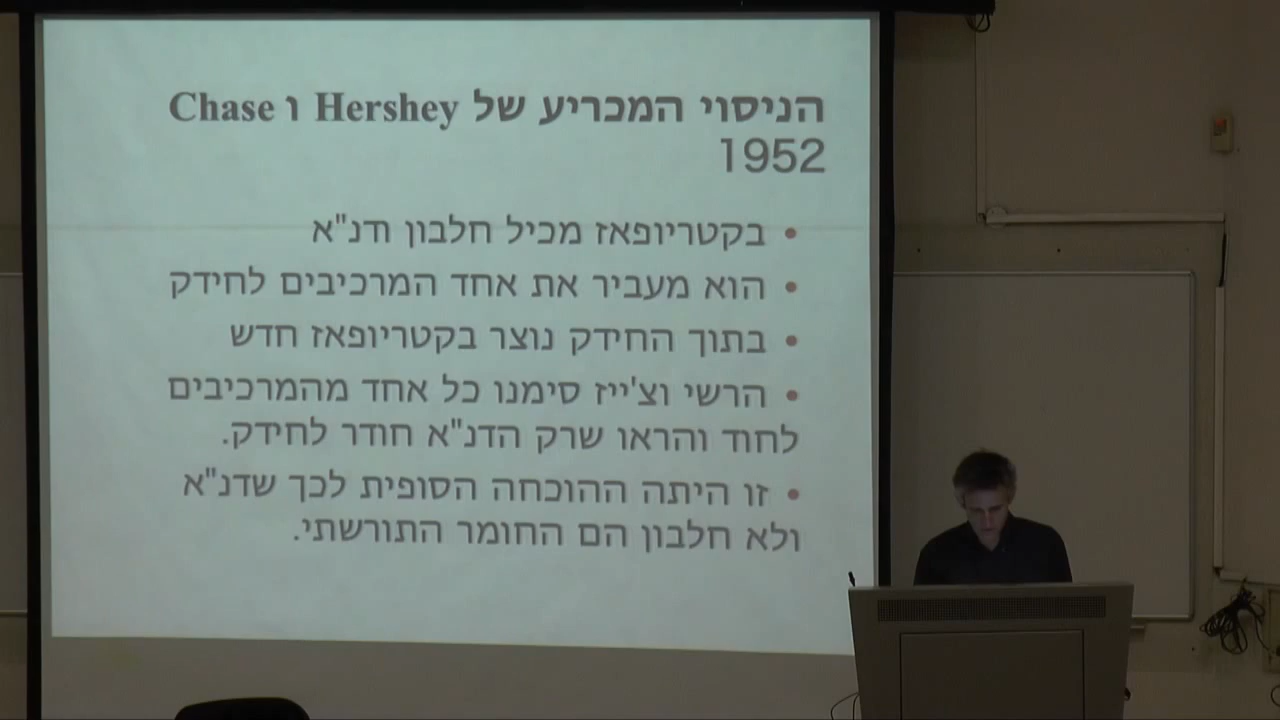 הניסוי המכריע של Hershey ו Chase
1952
• בקטריופאז מכיל חלבון ודנ"א
• הוא מעביר את אחד המרכיבים לחידק
• בתוך החידק נוצר בקטריופאז חדש
• הרשי וצ'ייז סימנו כל אחד מהמרכיבים
לחוד והראו שרק הדנ"א חודר לחידק.
• זו היתה ההוכחה הסופית לכך שדנ"א
ולא חלבון הם החומר התורשתי.